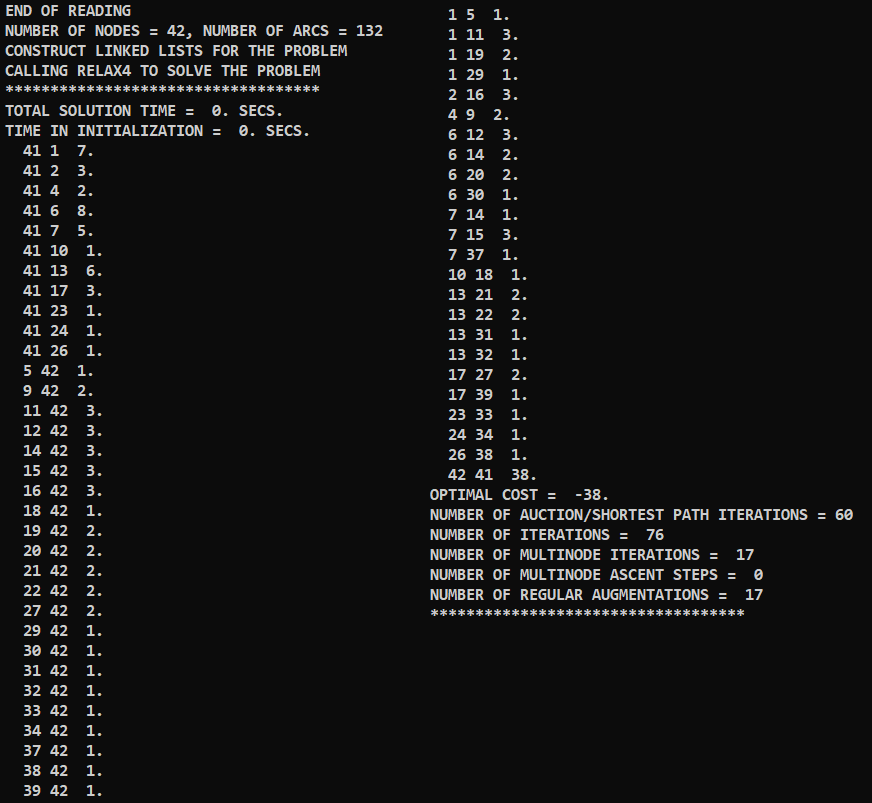 END OF READING
NUMBER OF NODES = 42, NUMBER OF ARCS = 132
CONSTRUCT LINKED LISTS FOR THE PROBLEM
CALLING RELAX4 TO SOLVE THE PROBLEM
***********************************
TOTAL SOLUTION TIME =  0. SECS.
TIME IN INITIALIZATION =  0. SECS.
41 1  7.
41 2  3.
41 4  2.
41 6  8.
41 7  5.
41 10  1.
41 13  6.
41 17  3.
41 23  1.
41 24  1.
41 26  1.
5 42  1.
9 42  2.
11 42  3.
12 42  3.
14 42  3.
15 42  3.
16 42  3.
18 42  1.
19 42  2.
20 42  2.
21 42  2.
22 42  2.
27 42  2.
29 42  1.
30 42  1.
31 42  1.
32 42  1.
33 42  1.
34 42  1.
37 42  1.
38 42  1.
39 42  1.
1 5  1.
1 11  3.
1 19  2.
1 29  1.
2 16  3.
4 9  2.
6 12  3.
6 14  2.
6 20  2.
6 30  1.
7 14  1.
7 15  3.
7 37  1.
10 18  1.
13 21  2.
13 22  2.
13 31  1.
13 32  1.
17 27  2.
17 39  1.
23 33  1.
24 34  1.
26 38  1.
42 41  38.
OPTIMAL COST =  -38.
NUMBER OF AUCTION/SHORTEST PATH ITERATIONS = 60
NUMBER OF ITERATIONS =  76
NUMBER OF MULTINODE ITERATIONS =  17
NUMBER OF MULTINODE ASCENT STEPS =  0
NUMBER OF REGULAR AUGMENTATIONS =  17
***********************************